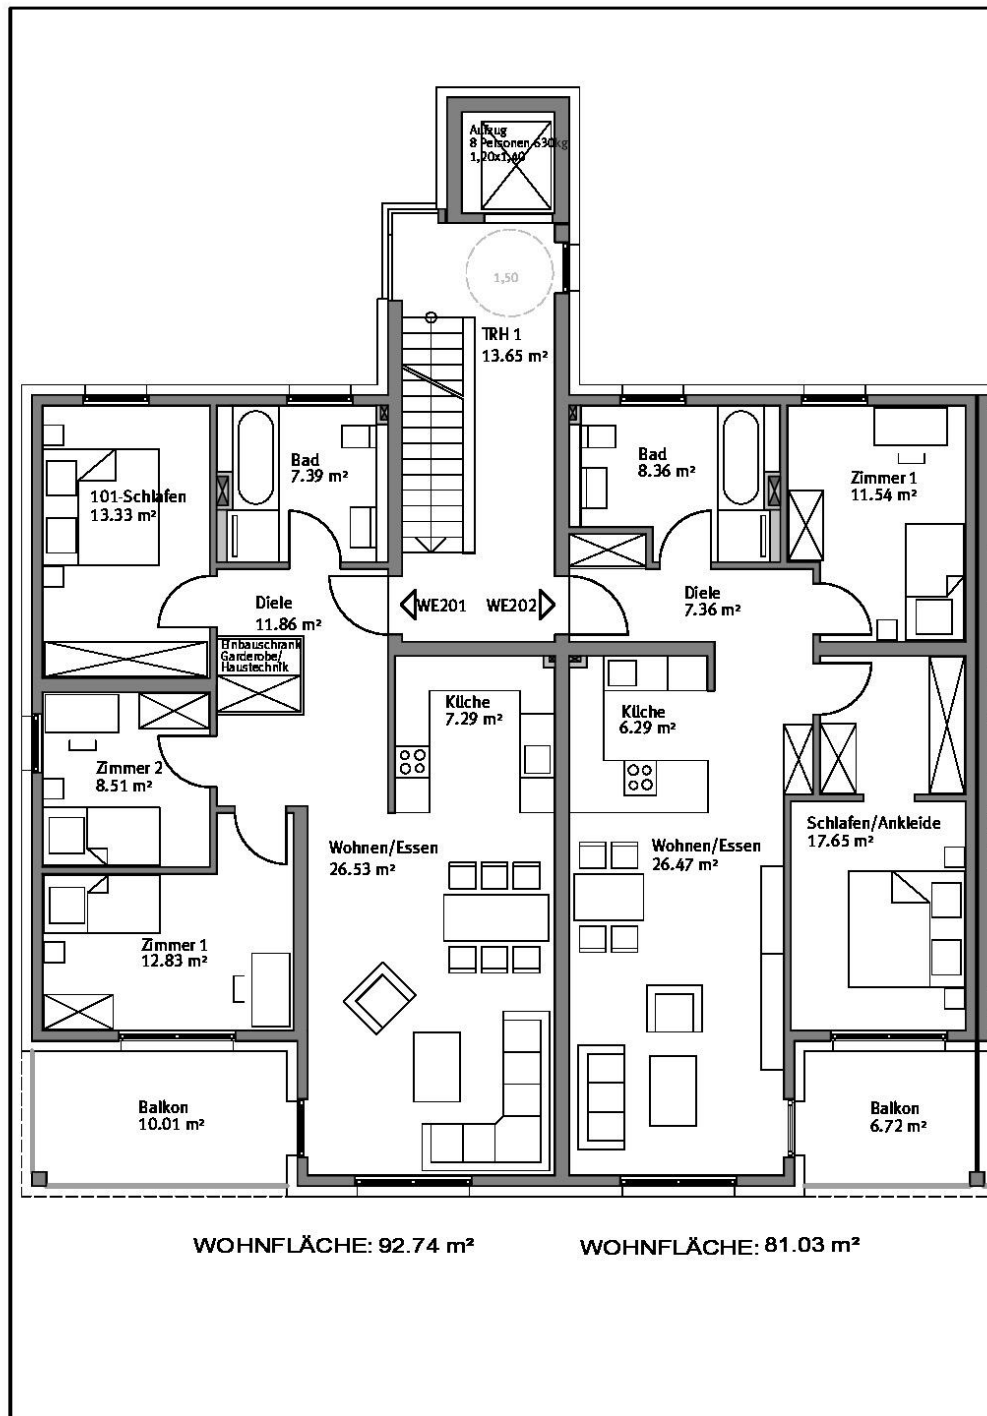 Aufzug
8 Personen 630kg
1,20x1,40
1,50
TRH 1
13.65 m²
Bad
7.39 m²
Bad
8.36 m²
Zimmer 1
11.54 m²
101-Schlafen
13.33 m²
Diele
11.86 m²
WE201
WE202
Diele
7.36 m²
Einbauschrank
Garderobe/
Haustechnik
Küche
7.29 m²
Küche
6.29 m²
Zimmer 2
8.51 m²
Wohnen/Essen
26.53 m²
Wohnen/Essen
26.47 m²
Schlafen/Ankleide
17.65 m²
Zimmer 1
12.83 m²
Balkon
10.01 m²
Balkon
6.72 m²
WOHNFLÄCHE: 92.74 m²
WOHNFLÄCHE: 81.03 m²